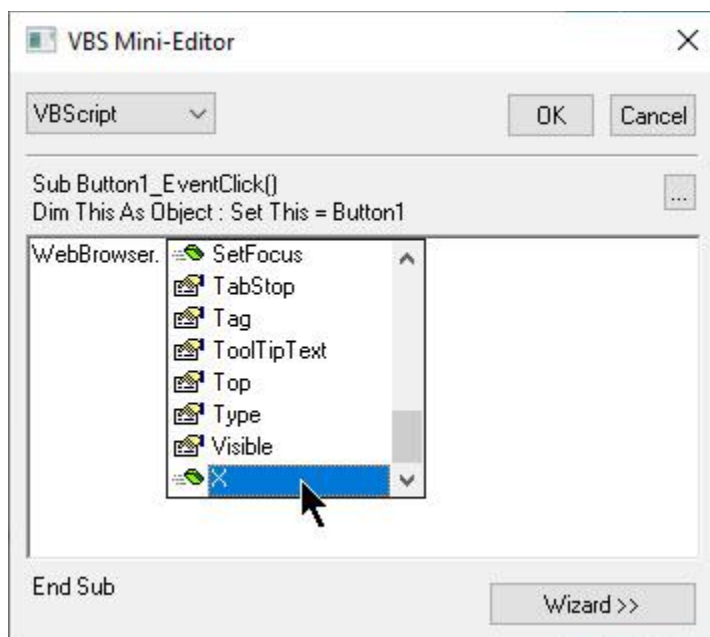 VBS Mini-Editor
VBScript
OK
Cancel
Sub Button1_EventClick()
Dim This As Object : Set This = Button1
...
WebBrowser.
SetFocus
TabStop
Tag
ToolTipText
Top
Type
Visible
X
End Sub
Wizard >>